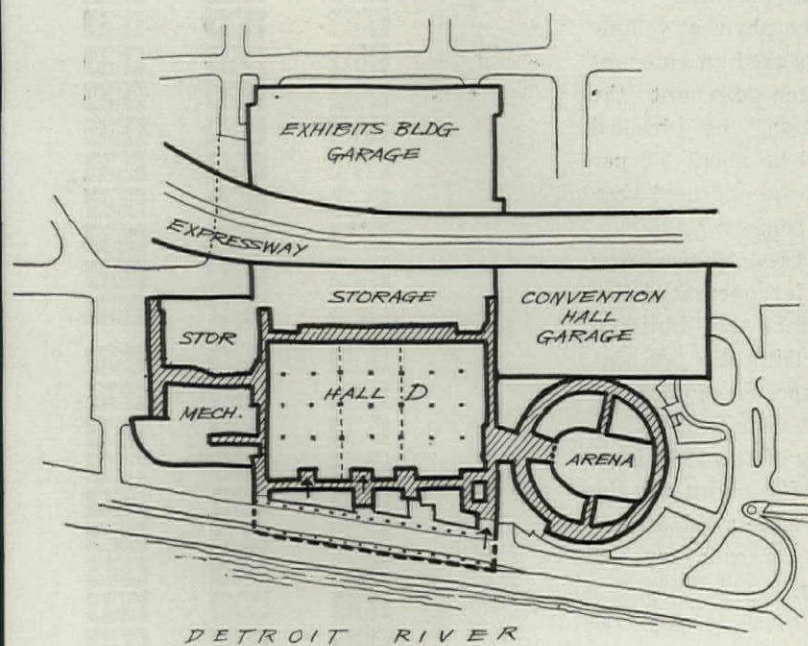 EXHIBITS BLDG
GARAGE
EXPRESSWAY
STORAGE
CONVENTION
HALL
GARAGE
STOR
HALL D
MECH.
ARENA
DETROIT RIVER